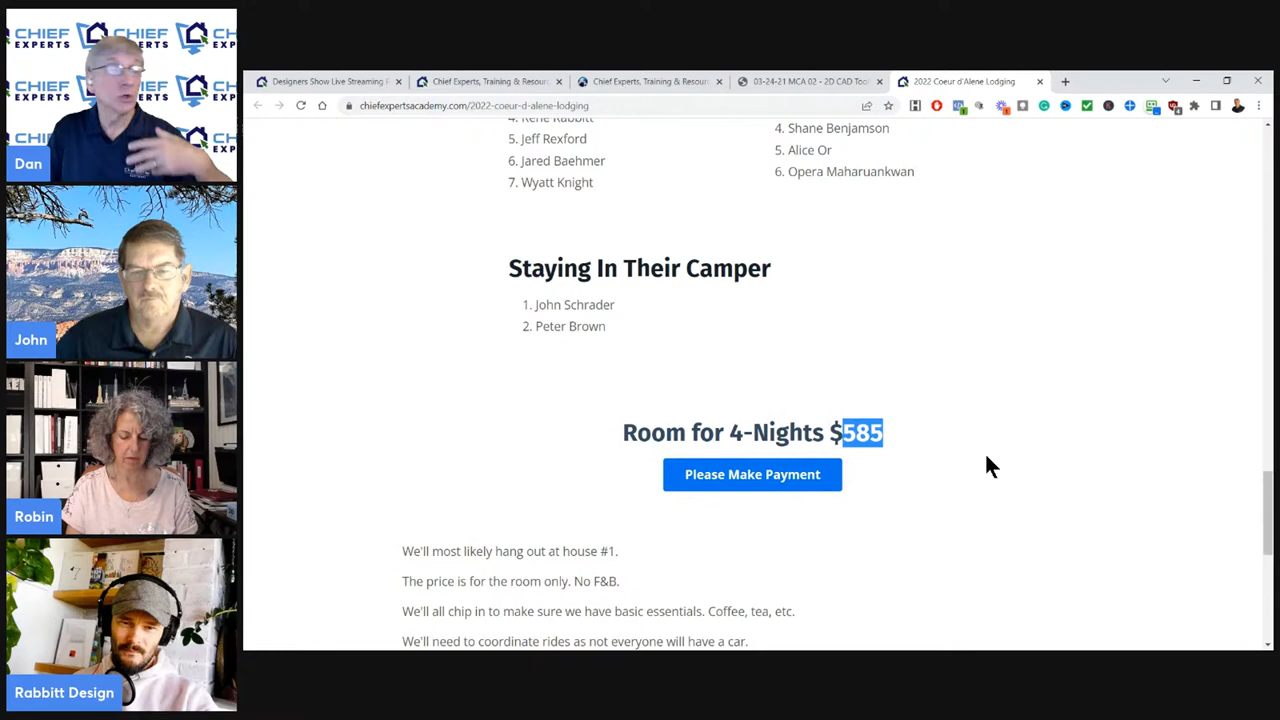 CHIEF
EXPERTS
Dan
John
Robin
Rabbitt Design
Designers Show Live Streaming
Chief Experts, Training & Resour
Chief Experts, Training & Resour
03-24-21 MCA 02 - 2D CAD Too
2022 Coeur d'Alene Lodging
chiefexpertsacademy.com/2022-coeur-d-alene-lodging
4. Rene Rabbitt
5. Jeff Rexford
6. Jared Baehmer
7. Wyatt Knight
4. Shane Benjamson
5. Alice Or
6. Opera Maharuankwan
Staying In Their Camper
1. John Schrader
2. Peter Brown
Room for 4-Nights $585
Please Make Payment
We'll most likely hang out at house #1.
The price is for the room only. No F&B.
We'll all chip in to make sure we have basic essentials. Coffee, tea, etc.
We'll need to coordinate rides as not everyone will have a car.